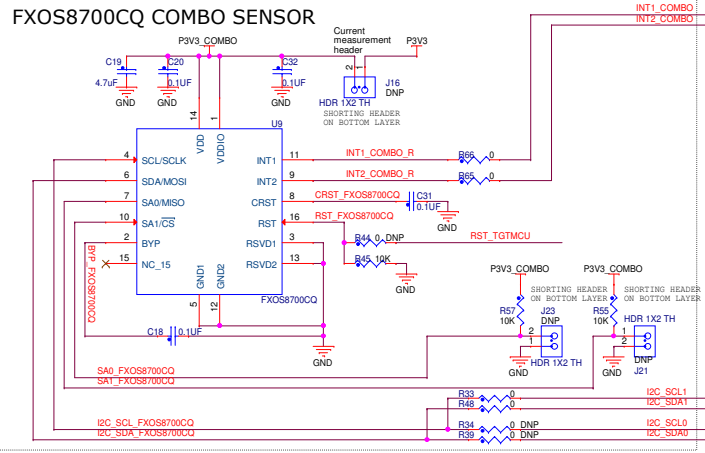 FXOS8700CQ COMBO SENSOR
INT1_COMBO
INT2_COMBO
Current
measurement
header
P3V3_COMBO
P3V3
C19
C20
C32
4.7uF
0.1UF
0.1UF
GND
GND
GND
2
1
J16
DNP
HDR 1X2 TH
SHORTING HEADER
ON BOTTOM LAYER
14
1
U9
VDD
VDDIO
4
SCL/SCLK
INT1
11
INT1_COMBO_R
R66
0
6
SDA/MOSI
INT2
9
INT2_COMBO_R
R65
0
7
SA0/MISO
CRST
8
CRST_FXOS8700CQ
C31
0.1UF
GND
10
SA1/CS
RST
16
RST_FXOS8700CQ
2
BYP
RSVD1
3
R44
0
DNP
RST_TGTMCU
15
NC_15
RSVD2
13
R45
10K
GND
BYP_FXOS8700CQ
GND1
GND2
5
12
FXOS8700CQ
P3V3_COMBO
P3V3_COMBO
SHORTING HEADER
ON BOTTOM LAYER
SHORTING HEADER
ON BOTTOM LAYER
R57
10K
J23
DNP
2
1
HDR 1X2 TH
GND
R55
10K
HDR 1X2 TH
1
2
DNP
J21
GND
C18
0.1UF
GND
SA0_FXOS8700CQ
SA1_FXOS8700CQ
R33
0
I2C_SCL1
R48
0
I2C_SDA1
I2C_SCL_FXOS8700CQ
R34
0
DNP
I2C_SCL0
I2C_SDA_FXOS8700CQ
R39
0
DNP
I2C_SDA0